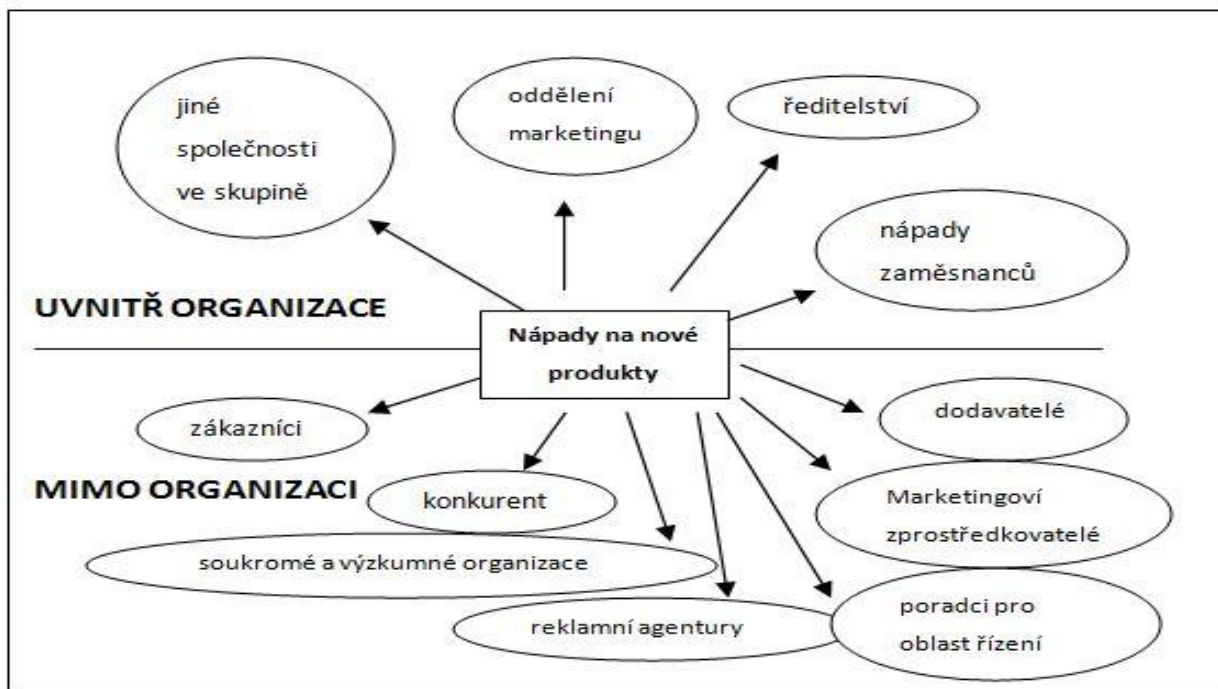 jiné
společnosti
ve skupině
oddělení
marketingu
ředitelství
nápady
zaměsnanců
UVNITŘ ORGANIZACE
Nápady na nové
produkty
zákazníci
dodavatelé
MIMO ORGANIZACI
konkurent
Marketingoví
zprostředkovatelé
soukromé a výzkumné organizace
reklamní agentury
poradci pro
oblast řízení